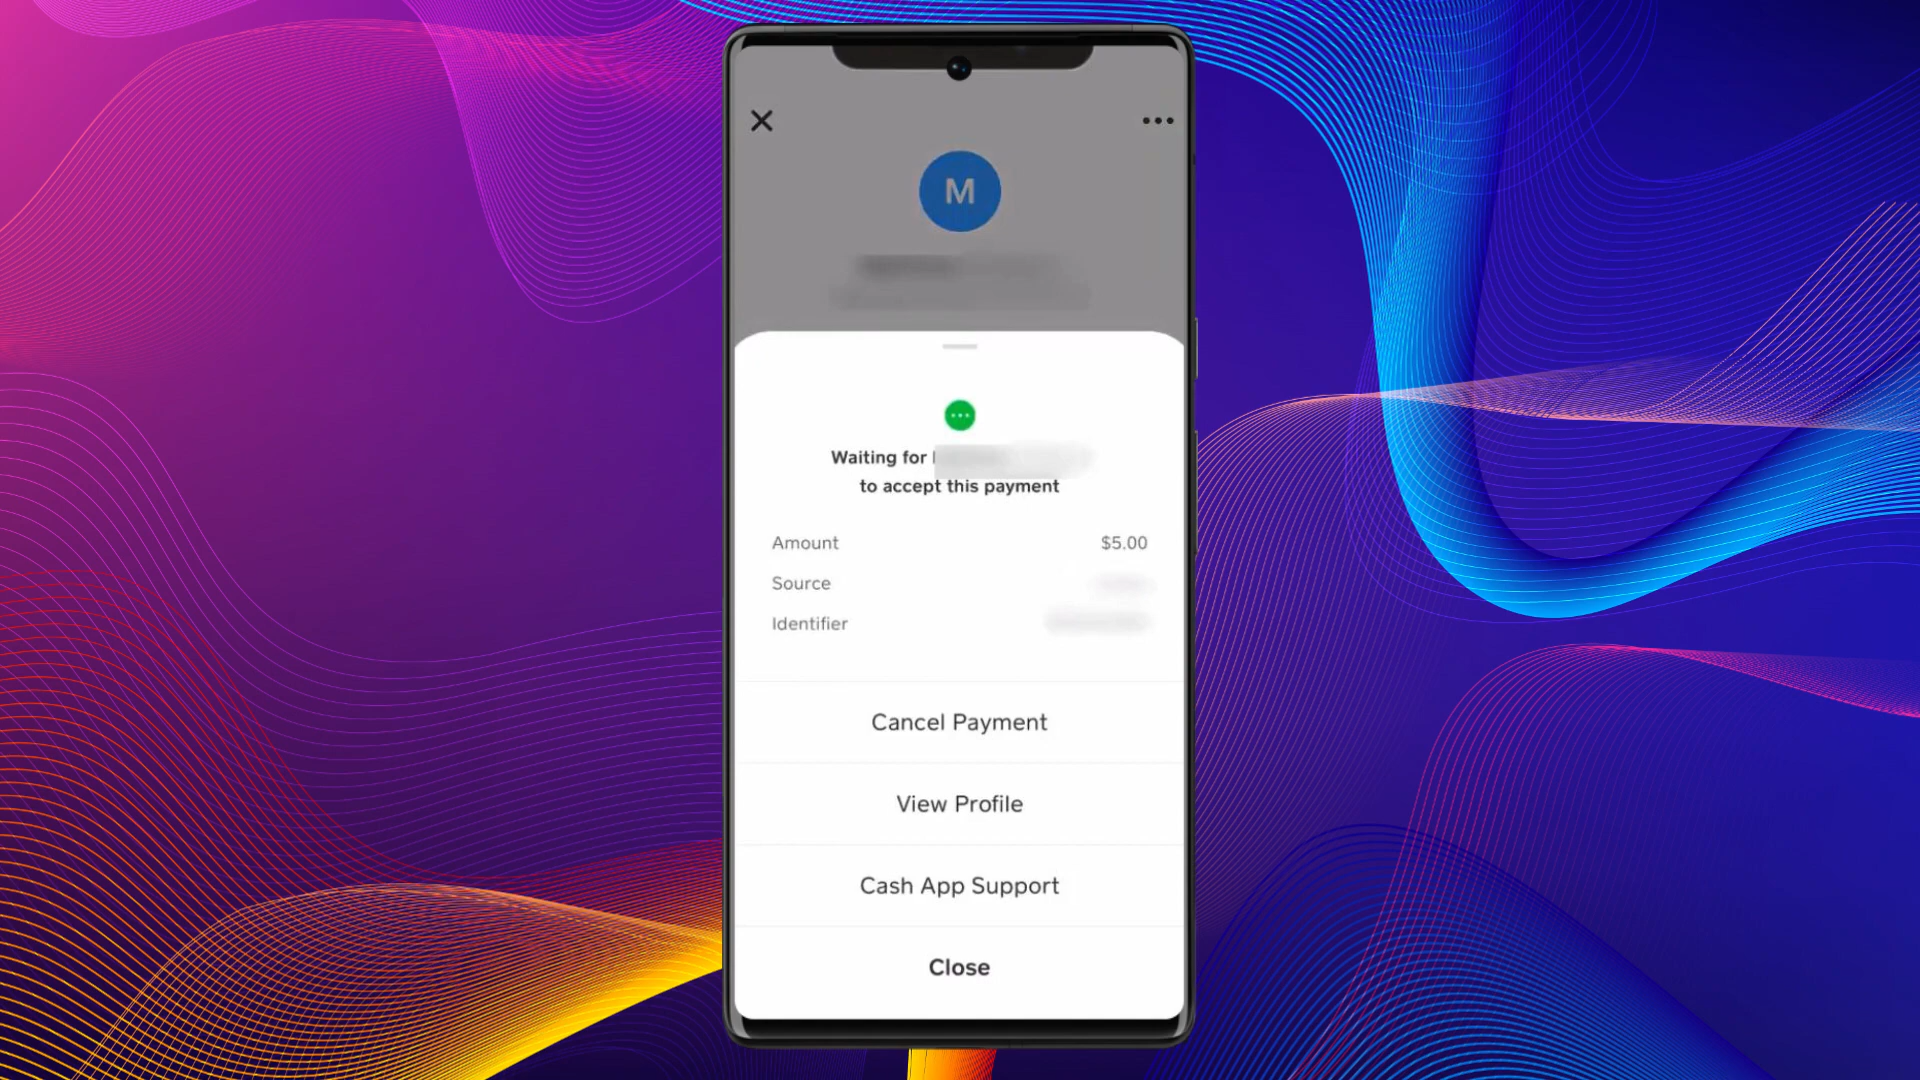 M
Waiting for
to accept this payment
Amount $5.00
Source
Identifier
Cancel Payment
View Profile
Cash App Support
Close